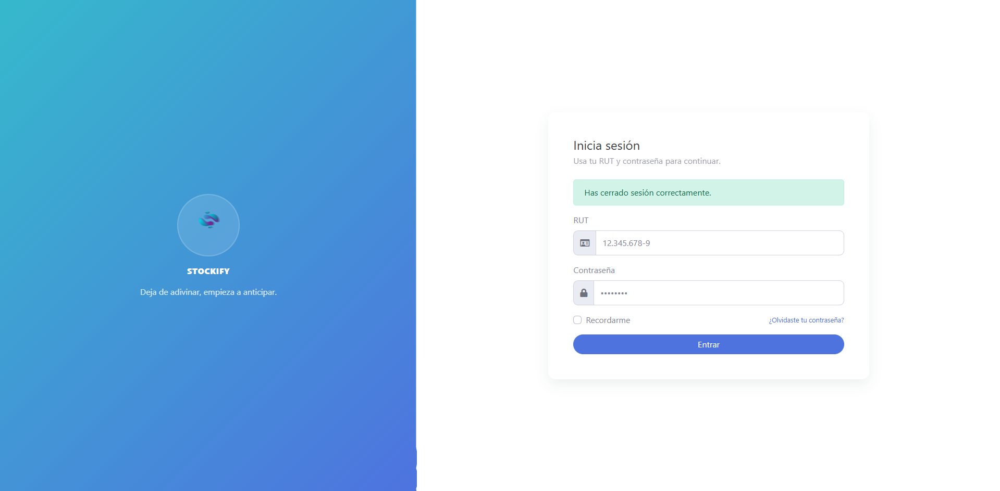 STOCKIFY
Deja de adivinar, empieza a anticipar.
Inicia sesión
Usa tu RUT y contraseña para continuar.
Has cerrado sesión correctamente.
RUT
12.345.678-9
Contraseña
••••••••
Recordarme
¿Olvidaste tu contraseña?
Entrar